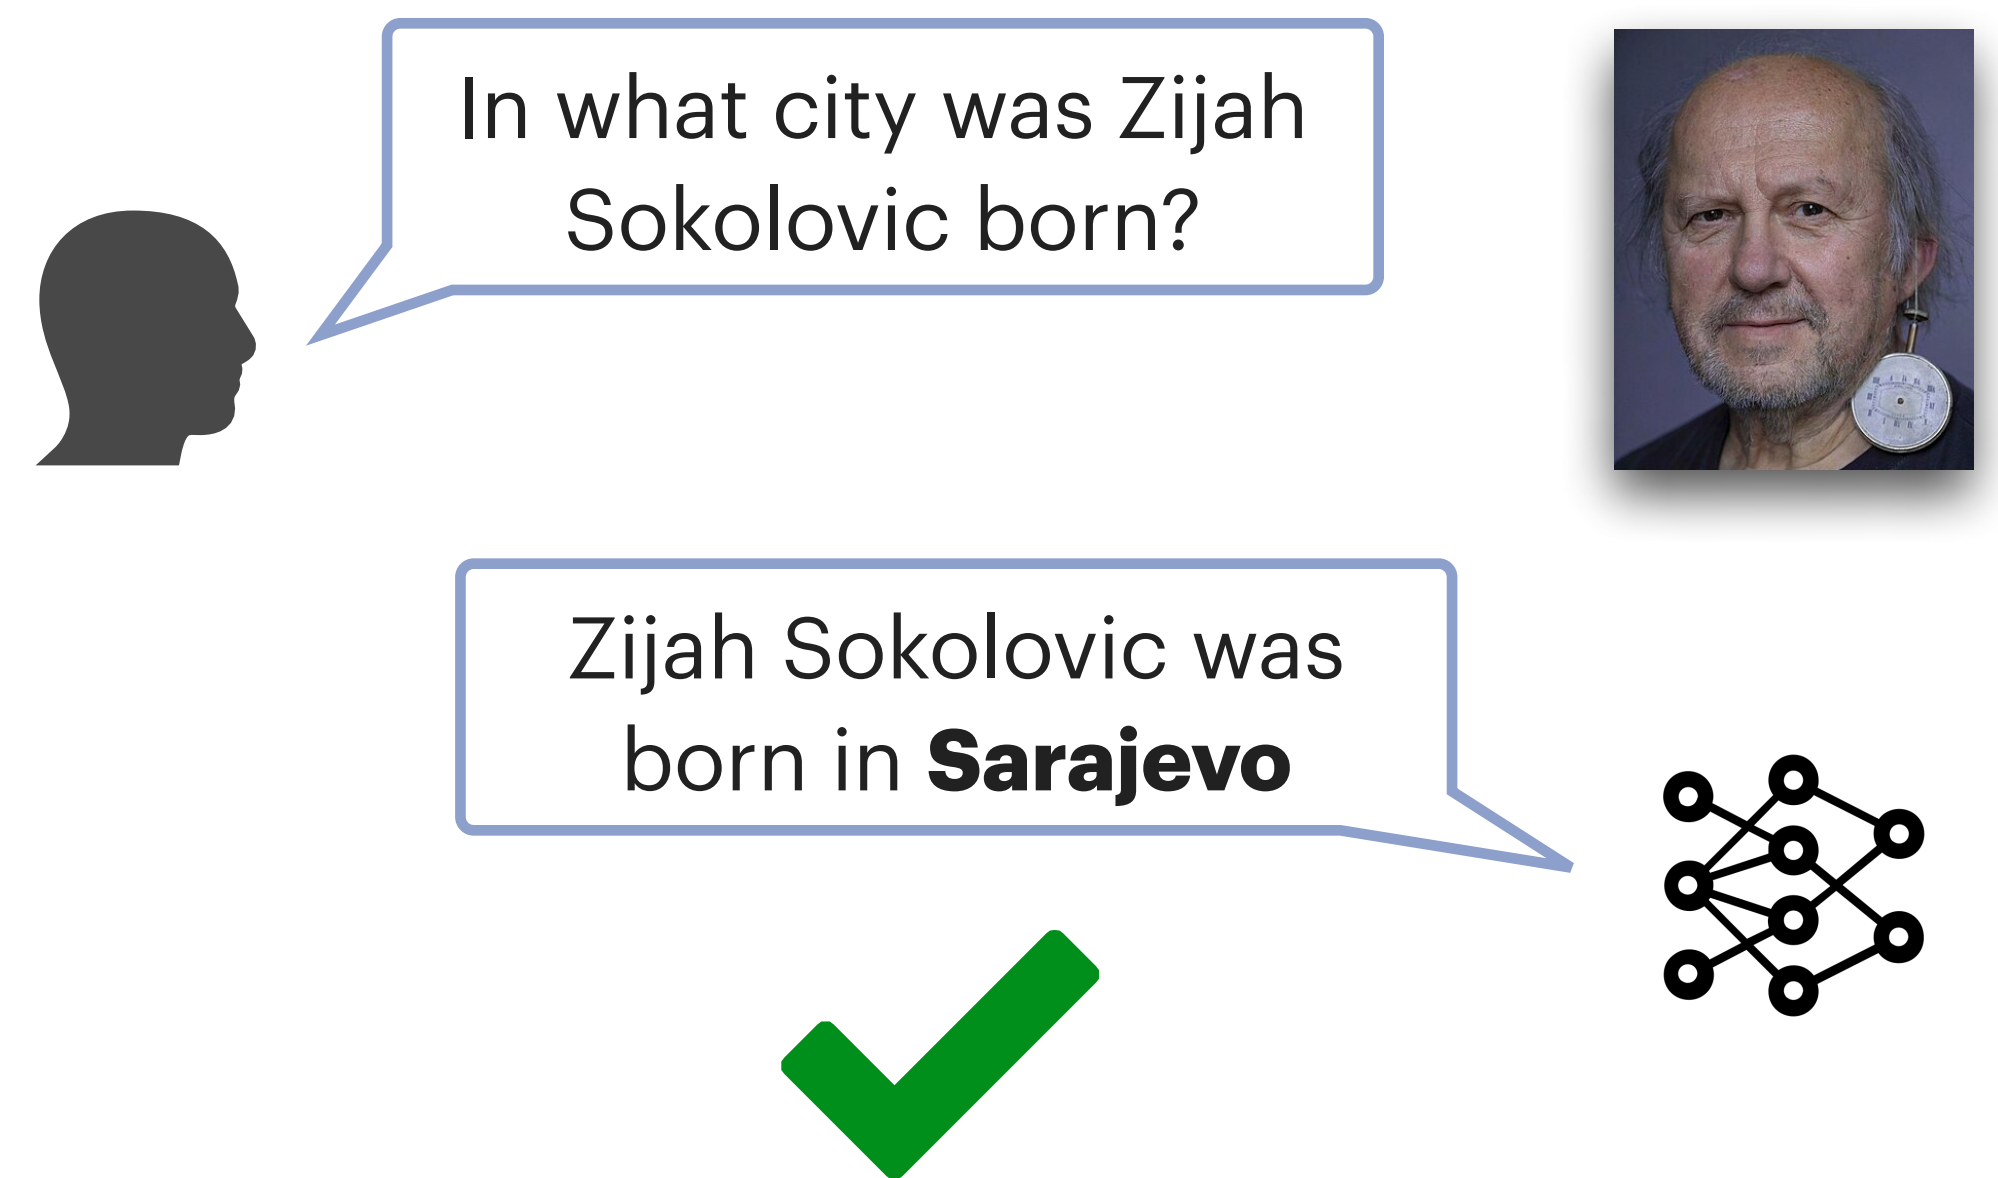 In what city was Zijah
Sokolovic born?
Zijah Sokolovic was
born in Sarajevo